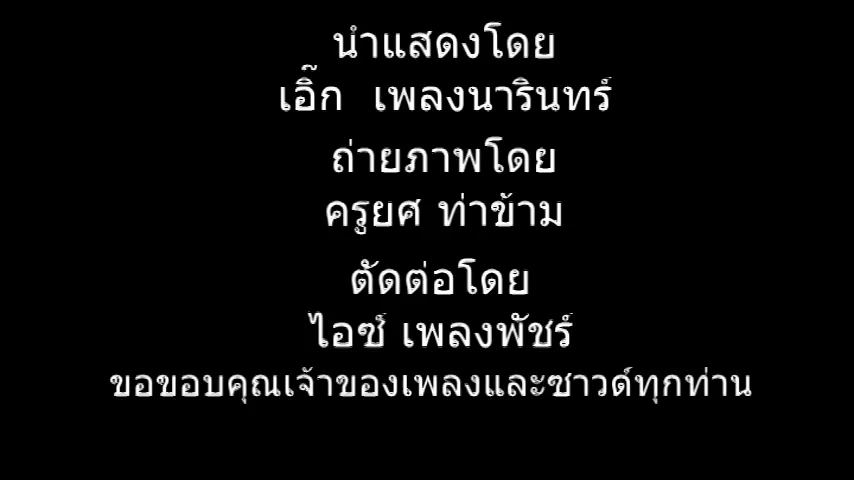 นำแสดงโดย
เอิ๊ก เพลงนารินทร์
ถ่ายภาพโดย
ครูยศ ท่าข้าม
ตัดต่อโดย
ไอซ์ เพลงพัชร์
ขอขอบคุณเจ้าของเพลงและซาวด์ทุกท่าน